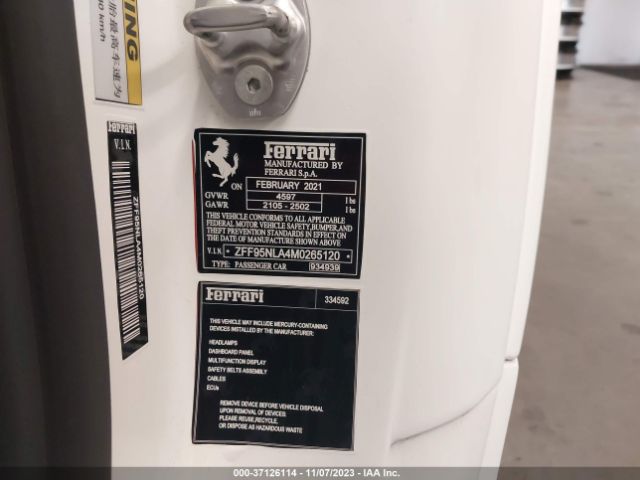 ING
00 km/h
Ferrari
V.I.N.
ZFF95NLA4M0265120
Ferrari
MANUFACTURED BY
FERRARI S.p.A.
ON FEBRUARY 2021
GVWR 4597 lbs
GAWR 2105 - 2502 lbs
THIS VEHICLE CONFORMS TO ALL APPLICABLE
FEDERAL MOTOR VEHICLE SAFETY, BUMPER, AND
THEFT PREVENTION STANDARDS IN EFFECT ON
THE DATE OF MANUFACTURE SHOWN ABOVE
V.I.N. * ZFF95NLA4M0265120 *
TYPE: PASSENGER CAR 934939
Ferrari 334592
THIS VEHICLE MAY INCLUDE MERCURY-CONTAINING
DEVICES INSTALLED BY THE MANUFACTURER:
HEADLAMPS
DASHBOARD PANEL
MULTIFUNCTION DISPLAY
SAFETY BELTS ASSEMBLY
CABLES
ECUs
REMOVE DEVICE BEFORE VEHICLE DISPOSAL
UPON REMOVAL OF DEVICES
PLEASE REUSE, RECYCLE,
OR DISPOSE AS HAZARDOUS WASTE
000-37126114 — 11/07/2023 — IAA Inc.